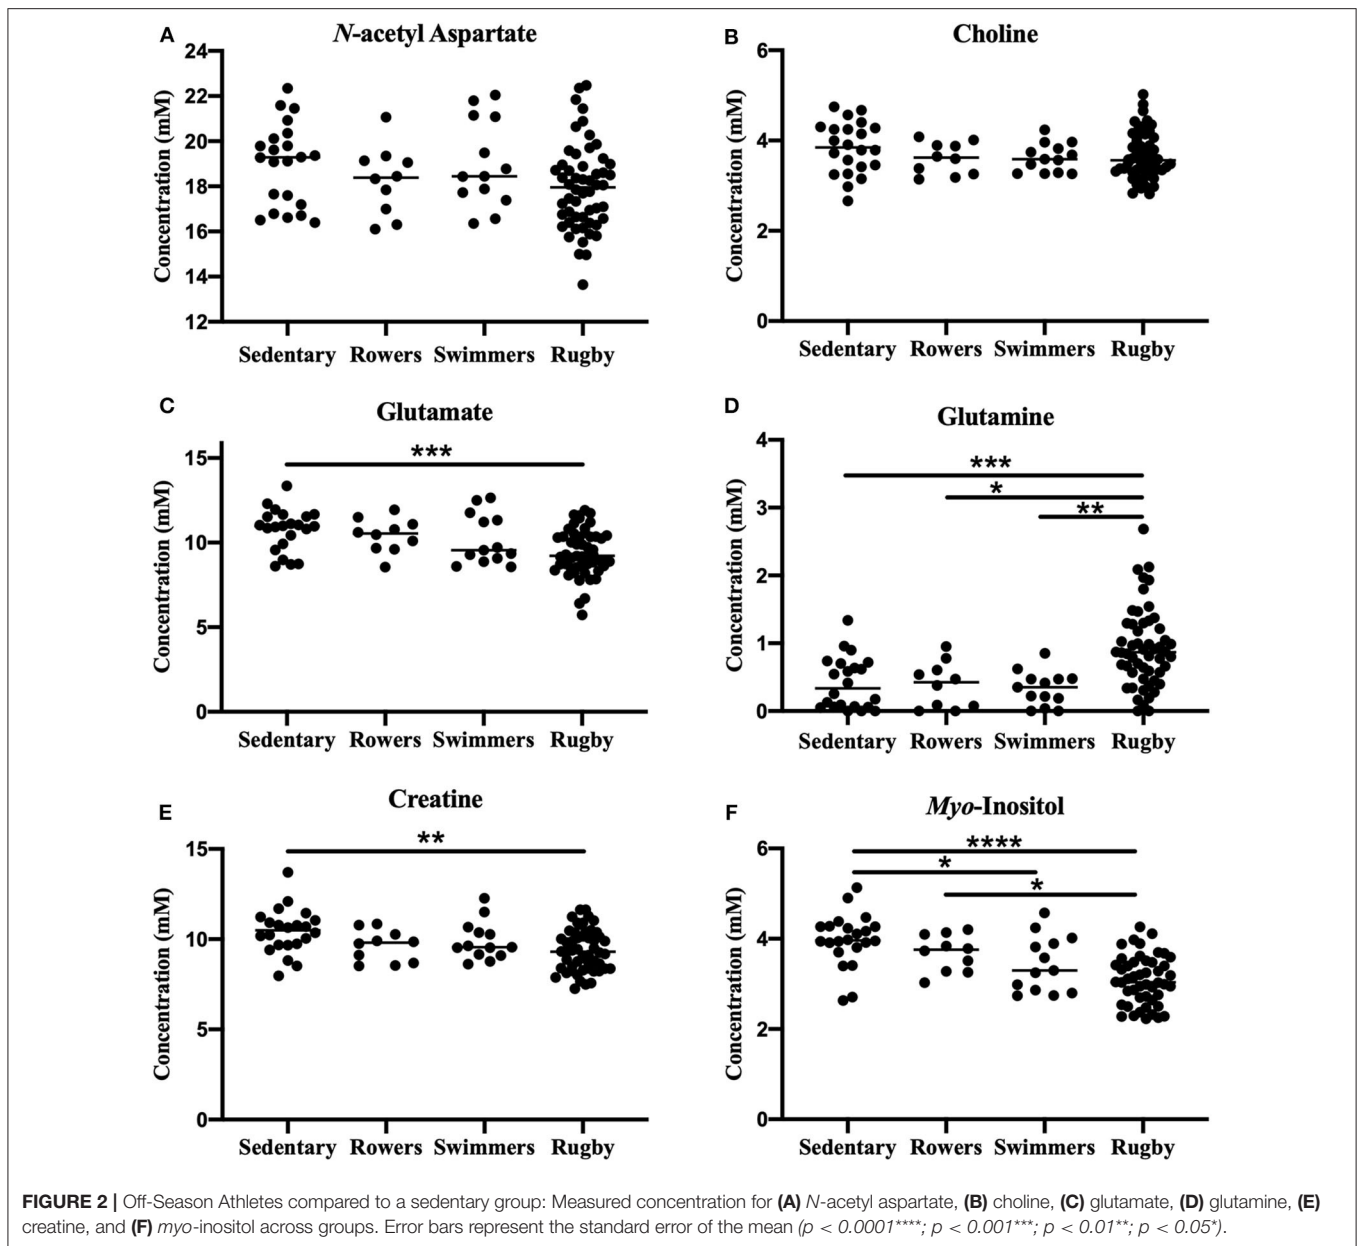 A
N-acetyl Aspartate
24
22
20
18
16
14
12
Concentration (mM)
Sedentary Rowers Swimmers Rugby
B
Choline
6
4
2
0
Concentration (mM)
Sedentary Rowers Swimmers Rugby
C
Glutamate
***
15
10
5
0
Concentration (mM)
Sedentary Rowers Swimmers Rugby
D
Glutamine
***
*
**
4
3
2
1
0
Concentration (mM)
Sedentary Rowers Swimmers Rugby
E
Creatine
**
15
10
5
0
Concentration (mM)
Sedentary Rowers Swimmers Rugby
F
Myo-Inositol
****
*
*
6
4
2
0
Concentration (mM)
Sedentary Rowers Swimmers Rugby
FIGURE 2 | Off-Season Athletes compared to a sedentary group: Measured concentration for (A) N-acetyl aspartate, (B) choline, (C) glutamate, (D) glutamine, (E)
creatine, and (F) myo-inositol across groups. Error bars represent the standard error of the mean (p < 0.0001****; p < 0.001***; p < 0.01**; p < 0.05*).